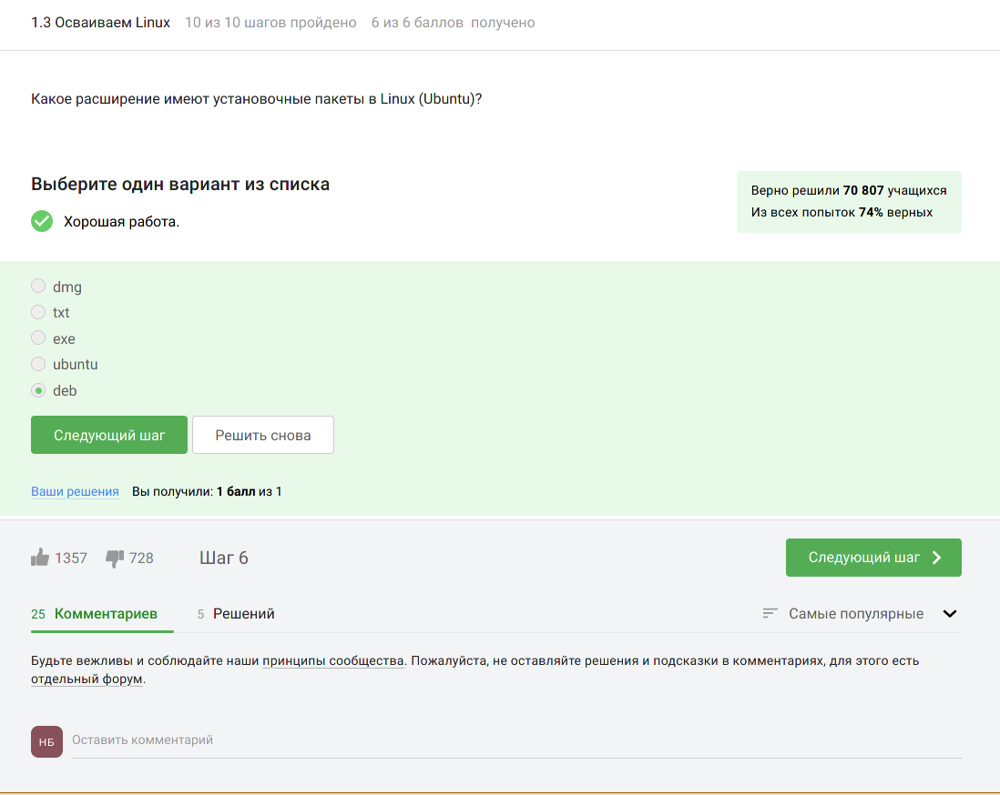 1.3 Осваиваем Linux 10 из 10 шагов пройдено 6 из 6 баллов получено
Какое расширение имеют установочные пакеты в Linux (Ubuntu)?
Выберите один вариант из списка
Хорошая работа.
Верно решили 70 807 учащихся
Из всех попыток 74% верных
dmg
txt
exe
ubuntu
deb
Следующий шаг Решить снова
Ваши решения Вы получили: 1 балл из 1
1357 728 Шаг 6 Следующий шаг
25 Комментариев 5 Решений Самые популярные
Будьте вежливы и соблюдайте наши принципы сообщества. Пожалуйста, не оставляйте решения и подсказки в комментариях, для этого есть
отдельный форум.
НБ Оставить комментарий